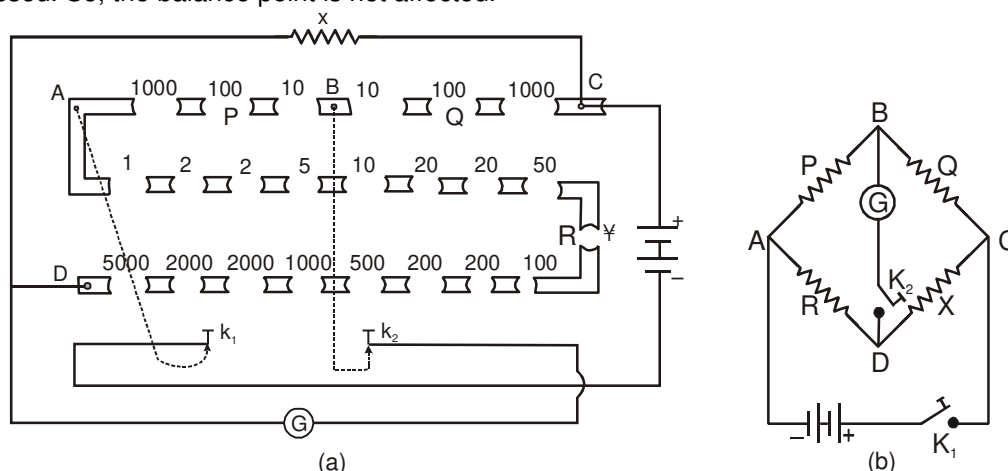 So, the balance point is not affected.
x
A 1000 100 10 B 10 100 1000 C
P Q
1 2 2 5 10 20 20 50
R ¥ + −
D 5000 2000 2000 1000 500 200 200 100
k1 k2
G
(a)
B
P Q
G
A C
K2
R X
D
− +
K1
(b)